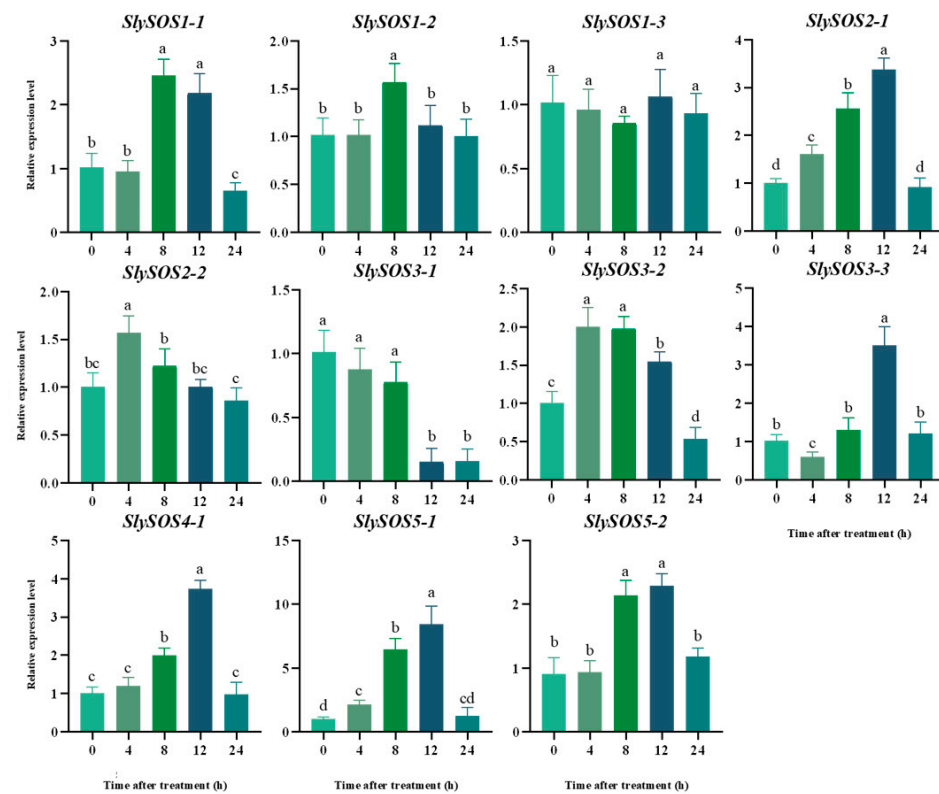 SlySOS1-1
Relative expression level
3
2
1
0
b
b
a
a
c
0 4 8 12 24
SlySOS1-2
2.0
1.5
1.0
0.5
0.0
b
b
a
b
b
0 4 8 12 24
SlySOS1-3
1.5
1.0
0.5
0.0
a
a
a
a
a
0 4 8 12 24
SlySOS2-1
4
3
2
1
0
d
c
b
a
d
0 4 8 12 24
SlySOS2-2
Relative expression level
2.0
1.5
1.0
0.5
0.0
bc
a
b
bc
c
0 4 8 12 24
SlySOS3-1
1.5
1.0
0.5
0.0
a
a
a
b
b
0 4 8 12 24
SlySOS3-2
2.5
2.0
1.5
1.0
0.5
0.0
c
a
a
b
d
0 4 8 12 24
SlySOS3-3
5
4
3
2
1
0
b
c
b
a
b
0 4 8 12 24
Time after treatment (h)
SlySOS4-1
Relative expression level
5
4
3
2
1
0
c
c
b
a
c
0 4 8 12 24
Time after treatment (h)
SlySOS5-1
15
10
5
0
d
c
b
a
cd
0 4 8 12 24
Time after treatment (h)
SlySOS5-2
3
2
1
0
b
b
a
a
b
0 4 8 12 24
Time after treatment (h)